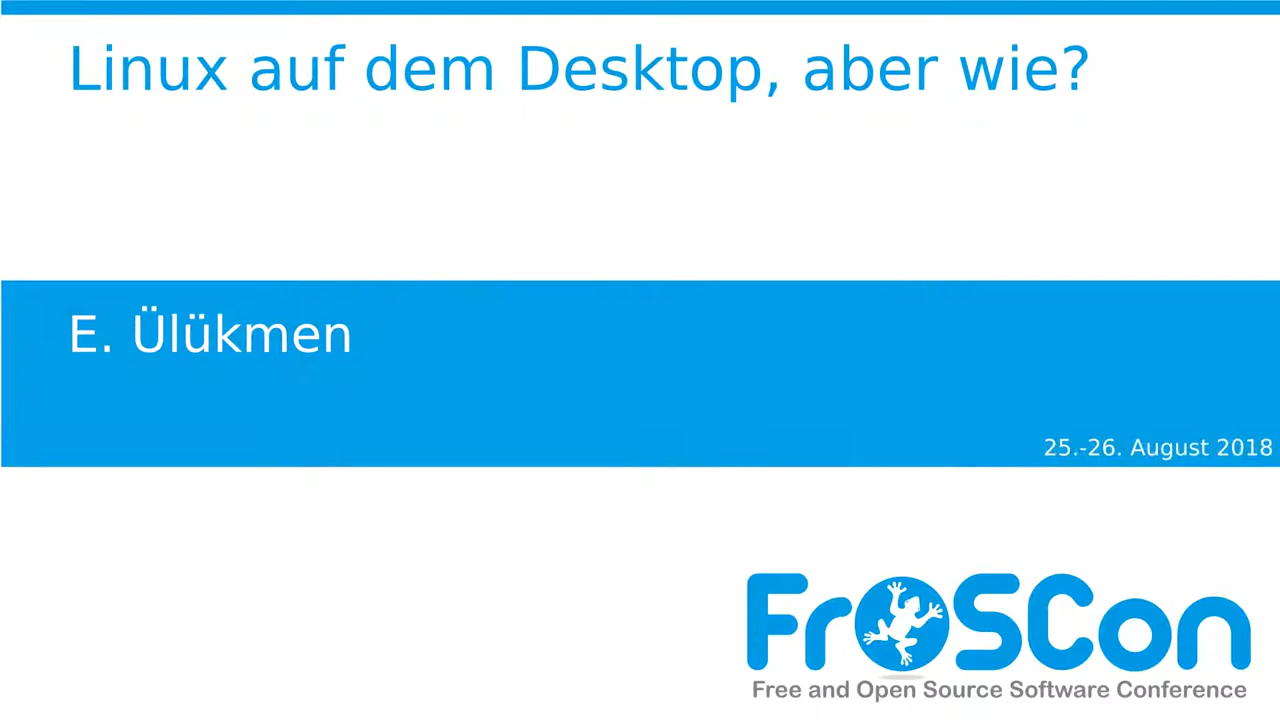 Linux auf dem Desktop, aber wie?
E. Ülükmen
25.-26. August 2018
FrOSCon
Free and Open Source Software Conference